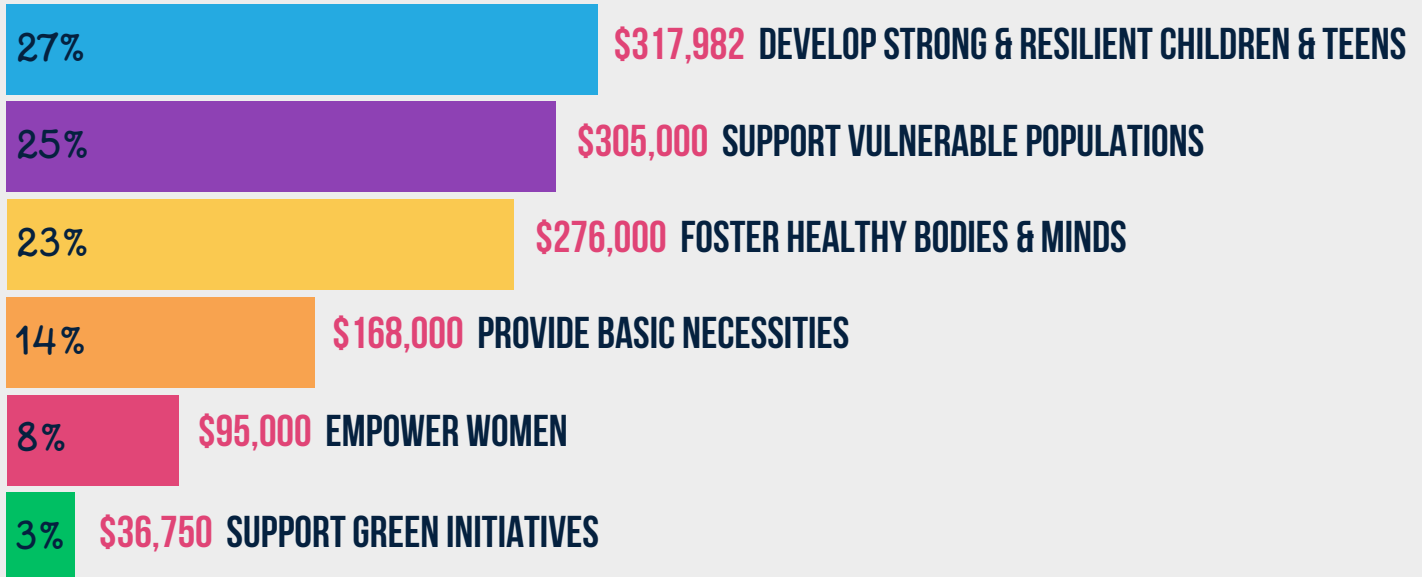 27% $317,982 DEVELOP STRONG & RESILIENT CHILDREN & TEENS
25% $305,000 SUPPORT VULNERABLE POPULATIONS
23% $276,000 FOSTER HEALTHY BODIES & MINDS
14% $168,000 PROVIDE BASIC NECESSITIES
8% $95,000 EMPOWER WOMEN
3% $36,750 SUPPORT GREEN INITIATIVES